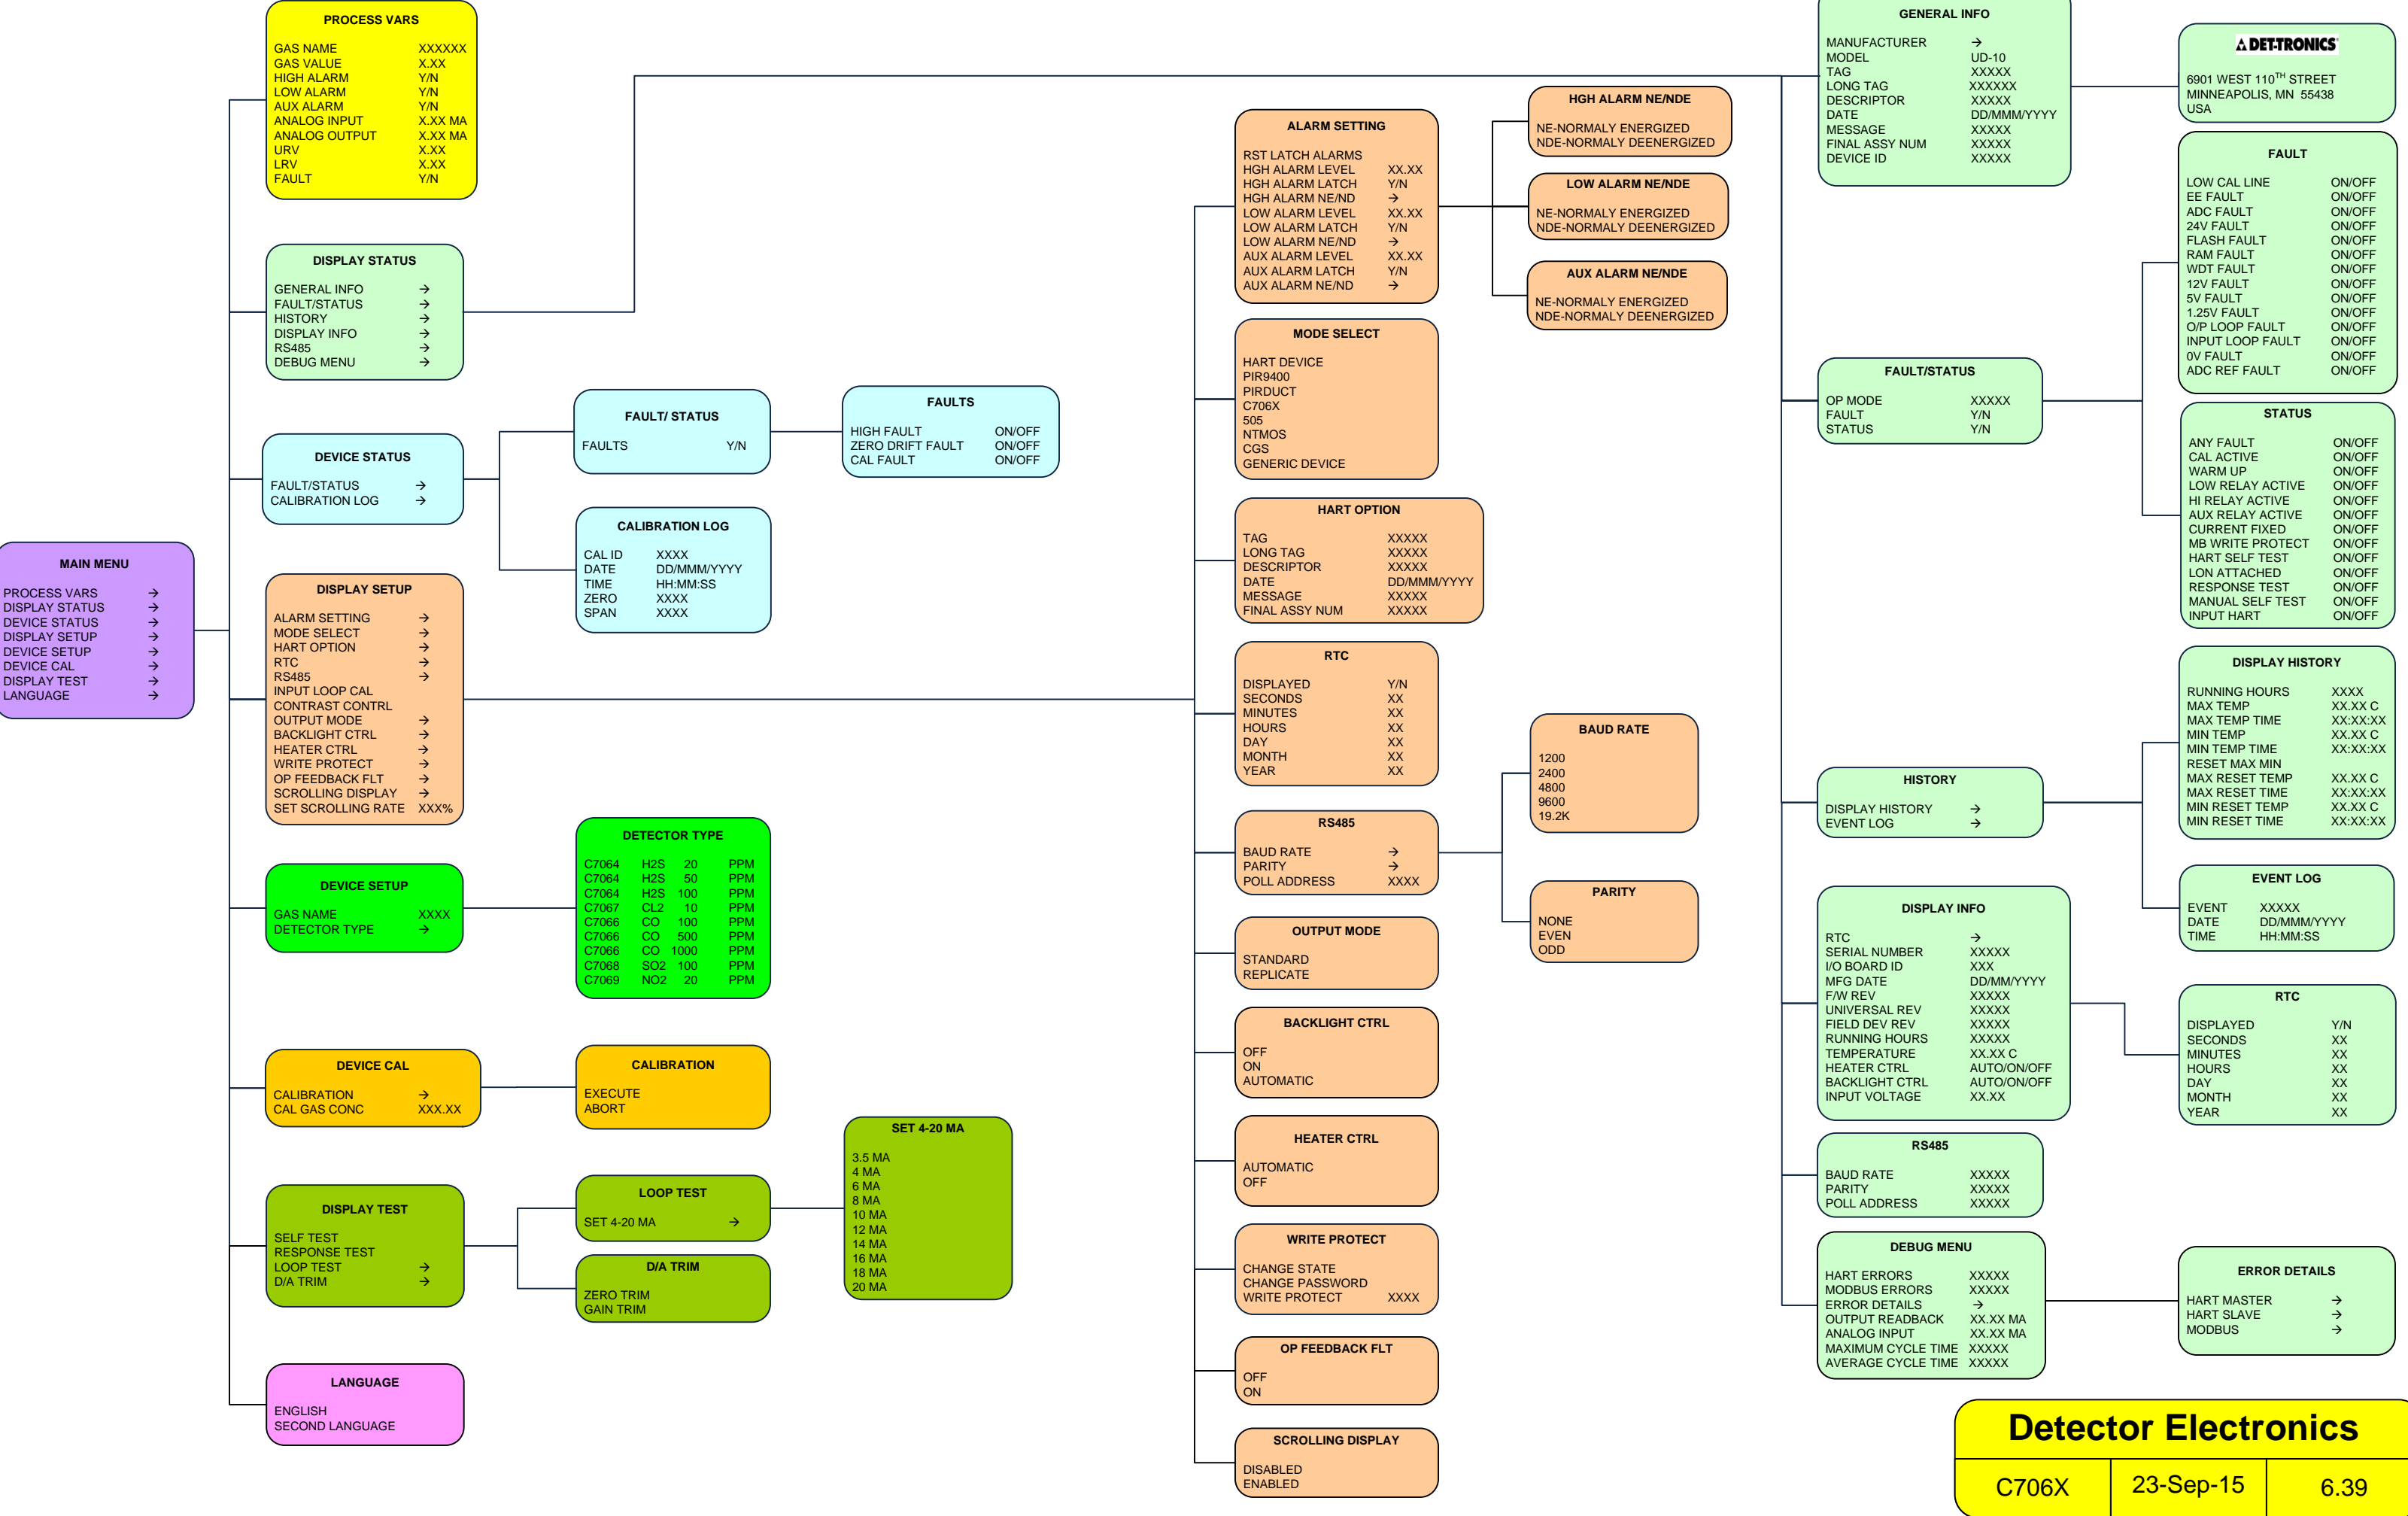 MAIN MENU
PROCESS VARS →
DISPLAY STATUS →
DEVICE STATUS →
DISPLAY SETUP →
DEVICE SETUP →
DEVICE CAL →
DISPLAY TEST →
LANGUAGE →
PROCESS VARS
GAS NAME XXXXXX
GAS VALUE X.XX
HIGH ALARM Y/N
LOW ALARM Y/N
AUX ALARM Y/N
ANALOG INPUT X.XX MA
ANALOG OUTPUT X.XX MA
URV X.XX
LRV X.XX
FAULT Y/N
DISPLAY STATUS
GENERAL INFO →
FAULT/STATUS →
HISTORY →
DISPLAY INFO →
RS485 →
DEBUG MENU →
DEVICE STATUS
FAULT/STATUS →
CALIBRATION LOG →
FAULT/ STATUS
FAULTS Y/N
FAULTS
HIGH FAULT ON/OFF
ZERO DRIFT FAULT ON/OFF
CAL FAULT ON/OFF
CALIBRATION LOG
CAL ID XXXX
DATE DD/MMM/YYYY
TIME HH:MM:SS
ZERO XXXX
SPAN XXXX
DISPLAY SETUP
ALARM SETTING →
MODE SELECT →
HART OPTION →
RTC →
RS485 →
INPUT LOOP CAL
CONTRAST CONTRL
OUTPUT MODE →
BACKLIGHT CTRL →
HEATER CTRL →
WRITE PROTECT →
OP FEEDBACK FLT →
SCROLLING DISPLAY →
SET SCROLLING RATE XXX%
DEVICE SETUP
GAS NAME XXXX
DETECTOR TYPE →
DETECTOR TYPE
C7064 H2S 20 PPM
C7064 H2S 50 PPM
C7064 H2S 100 PPM
C7067 CL2 10 PPM
C7066 CO 100 PPM
C7066 CO 500 PPM
C7066 CO 1000 PPM
C7068 SO2 100 PPM
C7069 NO2 20 PPM
DEVICE CAL
CALIBRATION →
CAL GAS CONC XXX.XX
CALIBRATION
EXECUTE
ABORT
DISPLAY TEST
SELF TEST
RESPONSE TEST
LOOP TEST →
D/A TRIM →
LOOP TEST
SET 4-20 MA →
D/A TRIM
ZERO TRIM
GAIN TRIM
SET 4-20 MA
3.5 MA
4 MA
6 MA
8 MA
10 MA
12 MA
14 MA
16 MA
18 MA
20 MA
LANGUAGE
ENGLISH
SECOND LANGUAGE
ALARM SETTING
RST LATCH ALARMS
HGH ALARM LEVEL XX.XX
HGH ALARM LATCH Y/N
HGH ALARM NE/ND →
LOW ALARM LEVEL XX.XX
LOW ALARM LATCH Y/N
LOW ALARM NE/ND →
AUX ALARM LEVEL XX.XX
AUX ALARM LATCH Y/N
AUX ALARM NE/ND →
HGH ALARM NE/NDE
NE-NORMALY ENERGIZED
NDE-NORMALY DEENERGIZED
LOW ALARM NE/NDE
NE-NORMALY ENERGIZED
NDE-NORMALY DEENERGIZED
AUX ALARM NE/NDE
NE-NORMALY ENERGIZED
NDE-NORMALY DEENERGIZED
MODE SELECT
HART DEVICE
PIR9400
PIRDUCT
C706X
505
NTMOS
CGS
GENERIC DEVICE
HART OPTION
TAG XXXXX
LONG TAG XXXXX
DESCRIPTOR XXXXX
DATE DD/MMM/YYYY
MESSAGE XXXXX
FINAL ASSY NUM XXXXX
RTC
DISPLAYED Y/N
SECONDS XX
MINUTES XX
HOURS XX
DAY XX
MONTH XX
YEAR XX
RS485
BAUD RATE →
PARITY →
POLL ADDRESS XXXX
BAUD RATE
1200
2400
4800
9600
19.2K
PARITY
NONE
EVEN
ODD
OUTPUT MODE
STANDARD
REPLICATE
BACKLIGHT CTRL
OFF
ON
AUTOMATIC
HEATER CTRL
AUTOMATIC
OFF
WRITE PROTECT
CHANGE STATE
CHANGE PASSWORD
WRITE PROTECT XXXX
OP FEEDBACK FLT
OFF
ON
SCROLLING DISPLAY
DISABLED
ENABLED
GENERAL INFO
MANUFACTURER →
MODEL UD-10
TAG XXXXX
LONG TAG XXXXXX
DESCRIPTOR XXXXX
DATE DD/MMM/YYYY
MESSAGE XXXXX
FINAL ASSY NUM XXXXX
DEVICE ID XXXXX
DET-TRONICS
6901 WEST 110TH STREET
MINNEAPOLIS, MN 55438
USA
FAULT/STATUS
OP MODE XXXXX
FAULT Y/N
STATUS Y/N
FAULT
LOW CAL LINE ON/OFF
EE FAULT ON/OFF
ADC FAULT ON/OFF
24V FAULT ON/OFF
FLASH FAULT ON/OFF
RAM FAULT ON/OFF
WDT FAULT ON/OFF
12V FAULT ON/OFF
5V FAULT ON/OFF
1.25V FAULT ON/OFF
O/P LOOP FAULT ON/OFF
INPUT LOOP FAULT ON/OFF
0V FAULT ON/OFF
ADC REF FAULT ON/OFF
STATUS
ANY FAULT ON/OFF
CAL ACTIVE ON/OFF
WARM UP ON/OFF
LOW RELAY ACTIVE ON/OFF
HI RELAY ACTIVE ON/OFF
AUX RELAY ACTIVE ON/OFF
CURRENT FIXED ON/OFF
MB WRITE PROTECT ON/OFF
HART SELF TEST ON/OFF
LON ATTACHED ON/OFF
RESPONSE TEST ON/OFF
MANUAL SELF TEST ON/OFF
INPUT HART ON/OFF
HISTORY
DISPLAY HISTORY →
EVENT LOG →
DISPLAY HISTORY
RUNNING HOURS XXXX
MAX TEMP XX.XX C
MAX TEMP TIME XX:XX:XX
MIN TEMP XX.XX C
MIN TEMP TIME XX:XX:XX
RESET MAX MIN
MAX RESET TEMP XX.XX C
MAX RESET TIME XX:XX:XX
MIN RESET TEMP XX.XX C
MIN RESET TIME XX:XX:XX
EVENT LOG
EVENT XXXXX
DATE DD/MMM/YYYY
TIME HH:MM:SS
DISPLAY INFO
RTC →
SERIAL NUMBER XXXXX
I/O BOARD ID XXX
MFG DATE DD/MM/YYYY
F/W REV XXXXX
UNIVERSAL REV XXXXX
FIELD DEV REV XXXXX
RUNNING HOURS XXXXX
TEMPERATURE XX.XX C
HEATER CTRL AUTO/ON/OFF
BACKLIGHT CTRL AUTO/ON/OFF
INPUT VOLTAGE XX.XX
RTC
DISPLAYED Y/N
SECONDS XX
MINUTES XX
HOURS XX
DAY XX
MONTH XX
YEAR XX
RS485
BAUD RATE XXXXX
PARITY XXXXX
POLL ADDRESS XXXXX
DEBUG MENU
HART ERRORS XXXXX
MODBUS ERRORS XXXXX
ERROR DETAILS →
OUTPUT READBACK XX.XX MA
ANALOG INPUT XX.XX MA
MAXIMUM CYCLE TIME XXXXX
AVERAGE CYCLE TIME XXXXX
ERROR DETAILS
HART MASTER →
HART SLAVE →
MODBUS →
Detector Electronics
C706X 23-Sep-15 6.39